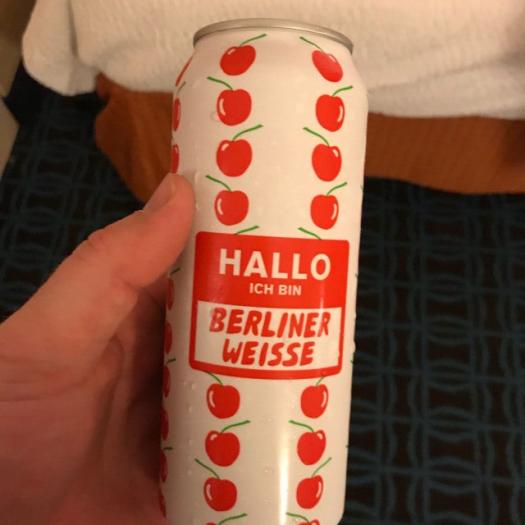 HALLO
ICH BIN
BERLINER
WEISSE